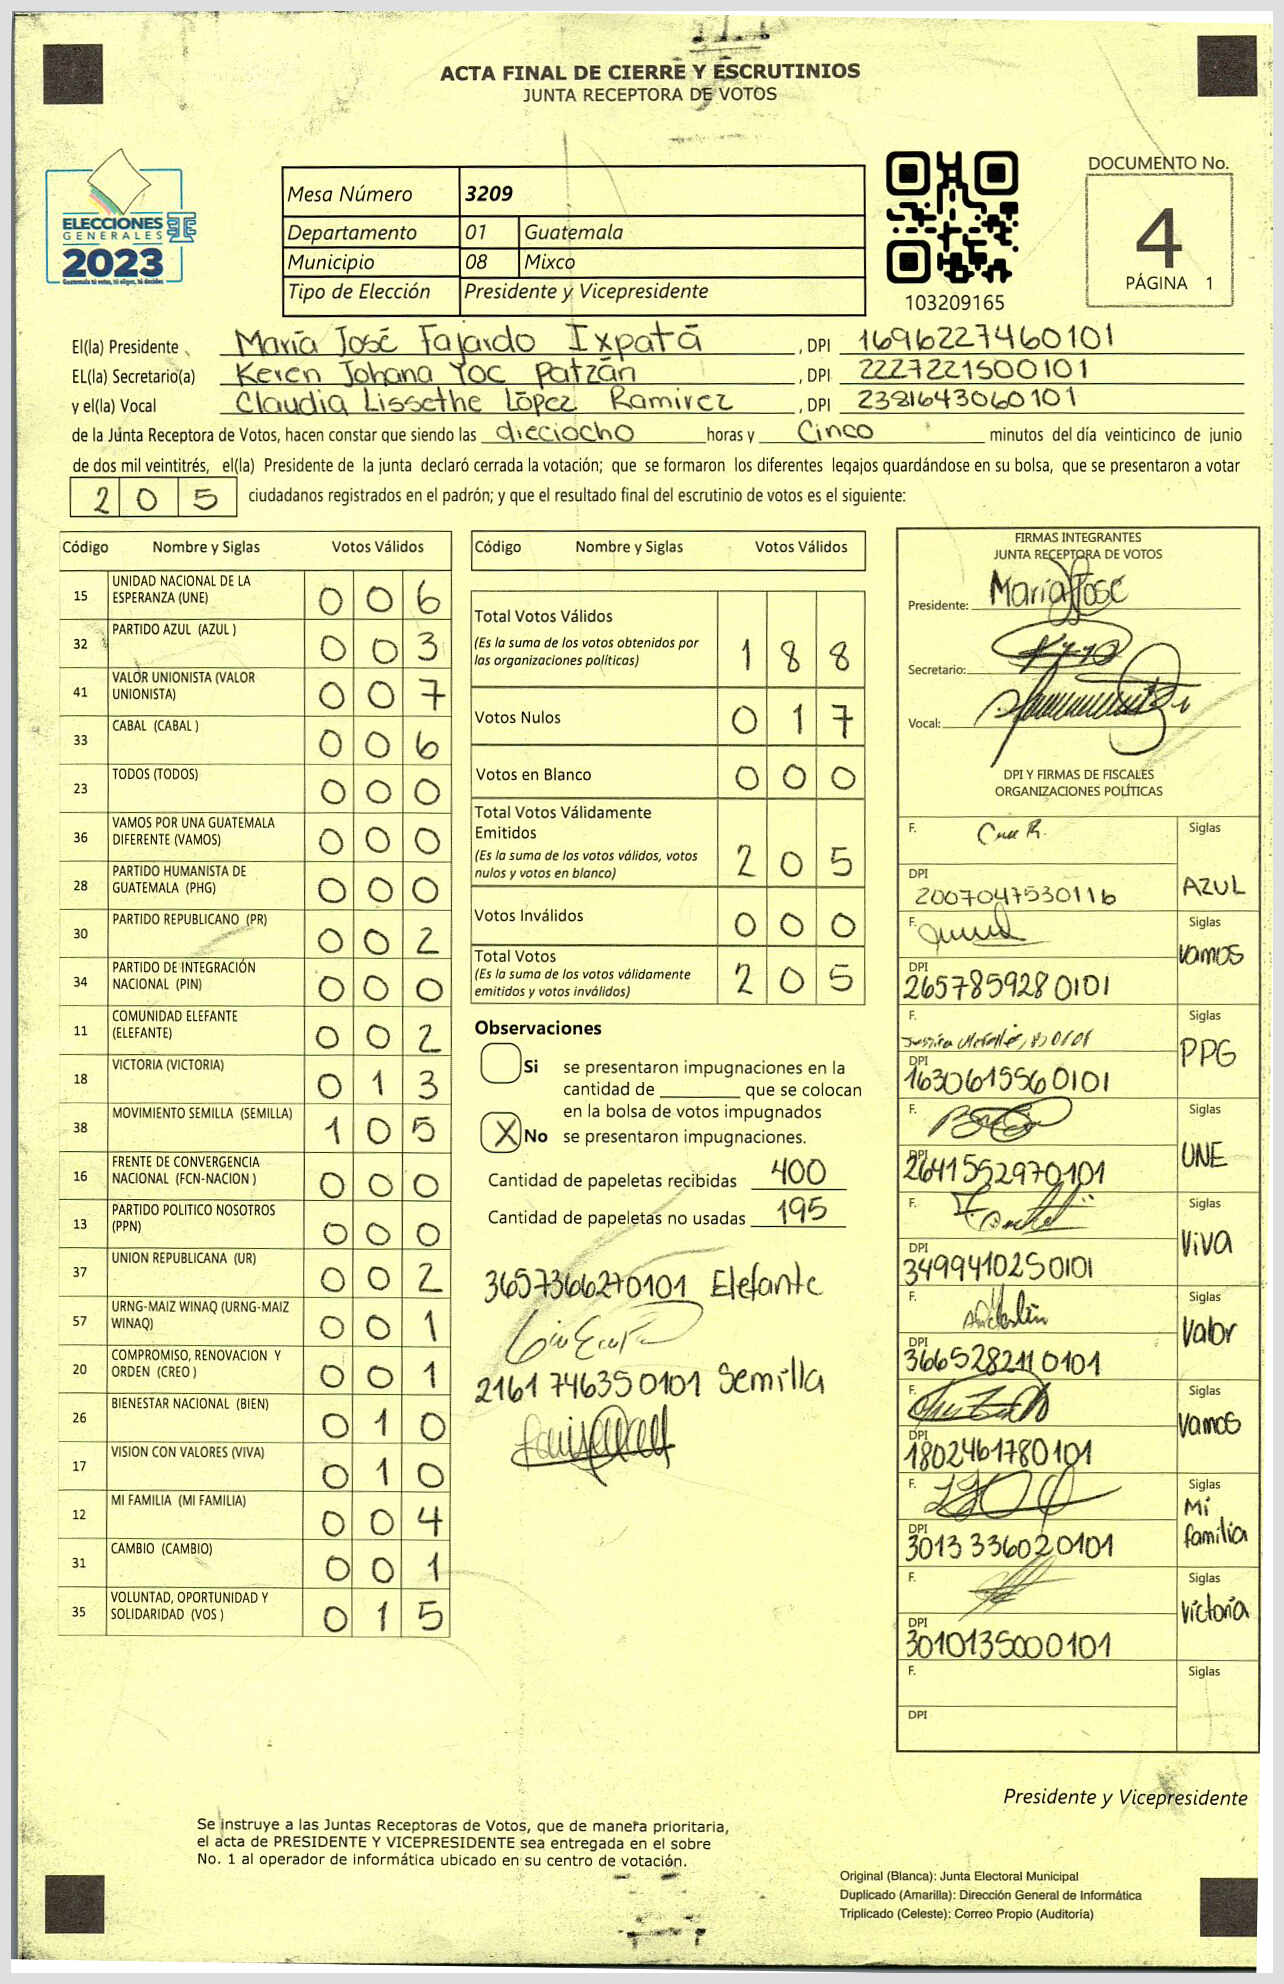 ACTA FINAL DE CIERRE Y ESCRUTINIOS
JUNTA RECEPTORA DE VOTOS
ELECCIONES
GENERALES
2023
Guatemala tú votas, tú eliges, tú decides
Mesa Número 3209
Departamento 01 Guatemala
Municipio 08 Mixco
Tipo de Elección Presidente y Vicepresidente
103209165
DOCUMENTO No.
4
PÁGINA 1
El(la) Presidente María José Fajardo Ixpatá , DPI 1696227460101
EL(la) Secretario(a) Keren Johana Yoc Patzán , DPI 2227221500101
y el(la) Vocal Claudia Lissethe López Ramirez , DPI 2381643060101
de la Junta Receptora de Votos, hacen constar que siendo las dieciocho horas y Cinco minutos del día veinticinco de junio
de dos mil veintitrés, el(la) Presidente de la junta declaró cerrada la votación; que se formaron los diferentes legajos guardándose en su bolsa, que se presentaron a votar
205 ciudadanos registrados en el padrón; y que el resultado final del escrutinio de votos es el siguiente:
Código Nombre y Siglas Votos Válidos
15 UNIDAD NACIONAL DE LA ESPERANZA (UNE) 0 0 6
32 PARTIDO AZUL (AZUL ) 0 0 3
41 VALOR UNIONISTA (VALOR UNIONISTA) 0 0 7
33 CABAL (CABAL ) 0 0 6
23 TODOS (TODOS) 0 0 0
36 VAMOS POR UNA GUATEMALA DIFERENTE (VAMOS) 0 0 0
28 PARTIDO HUMANISTA DE GUATEMALA (PHG) 0 0 0
30 PARTIDO REPUBLICANO (PR) 0 0 2
34 PARTIDO DE INTEGRACIÓN NACIONAL (PIN) 0 0 0
11 COMUNIDAD ELEFANTE (ELEFANTE) 0 0 2
18 VICTORIA (VICTORIA) 0 1 3
38 MOVIMIENTO SEMILLA (SEMILLA) 1 0 5
16 FRENTE DE CONVERGENCIA NACIONAL (FCN-NACION ) 0 0 0
13 PARTIDO POLITICO NOSOTROS (PPN) 0 0 0
37 UNION REPUBLICANA (UR) 0 0 2
57 URNG-MAIZ WINAQ (URNG-MAIZ WINAQ) 0 0 1
20 COMPROMISO, RENOVACION Y ORDEN (CREO ) 0 0 1
26 BIENESTAR NACIONAL (BIEN) 0 1 0
17 VISION CON VALORES (VIVA) 0 1 0
12 MI FAMILIA (MI FAMILIA) 0 0 4
31 CAMBIO (CAMBIO) 0 0 1
35 VOLUNTAD, OPORTUNIDAD Y SOLIDARIDAD (VOS ) 0 1 5
Código Nombre y Siglas Votos Válidos
Total Votos Válidos
(Es la suma de los votos obtenidos por
las organizaciones políticas) 1 8 8
Votos Nulos 0 1 7
Votos en Blanco 0 0 0
Total Votos Válidamente
Emitidos
(Es la suma de los votos válidos, votos
nulos y votos en blanco) 2 0 5
Votos Inválidos 0 0 0
Total Votos
(Es la suma de los votos válidamente
emitidos y votos inválidos) 2 0 5
Observaciones
Si se presentaron impugnaciones en la
cantidad de ________ que se colocan
en la bolsa de votos impugnados
X No se presentaron impugnaciones.
Cantidad de papeletas recibidas 400
Cantidad de papeletas no usadas 195
3657366270101 Elefante
2161746350101 Semilla
FIRMAS INTEGRANTES
JUNTA RECEPTORA DE VOTOS
Presidente: María José
Secretario:
Vocal:
DPI Y FIRMAS DE FISCALES
ORGANIZACIONES POLÍTICAS
F. Siglas
DPI 2007047530116 AZUL
F. Siglas
DPI 2657859280101 Vamos
F. Siglas
DPI 1630615560101 PPG
F. Siglas
DPI 2641552970101 UNE
F. Siglas
DPI 3499410250101 Viva
F. Siglas
DPI 3665282110101 Valor
F. Siglas
DPI 1802461780101 Vamos
F. Siglas
DPI 3013336020101 Mi familia
F. Siglas
DPI 3010135000101 Victoria
F. Siglas
DPI
Presidente y Vicepresidente
Se instruye a las Juntas Receptoras de Votos, que de manera prioritaria,
el acta de PRESIDENTE Y VICEPRESIDENTE sea entregada en el sobre
No. 1 al operador de informática ubicado en su centro de votación.
Original (Blanca): Junta Electoral Municipal
Duplicado (Amarilla): Dirección General de Informática
Triplicado (Celeste): Correo Propio (Auditoría)